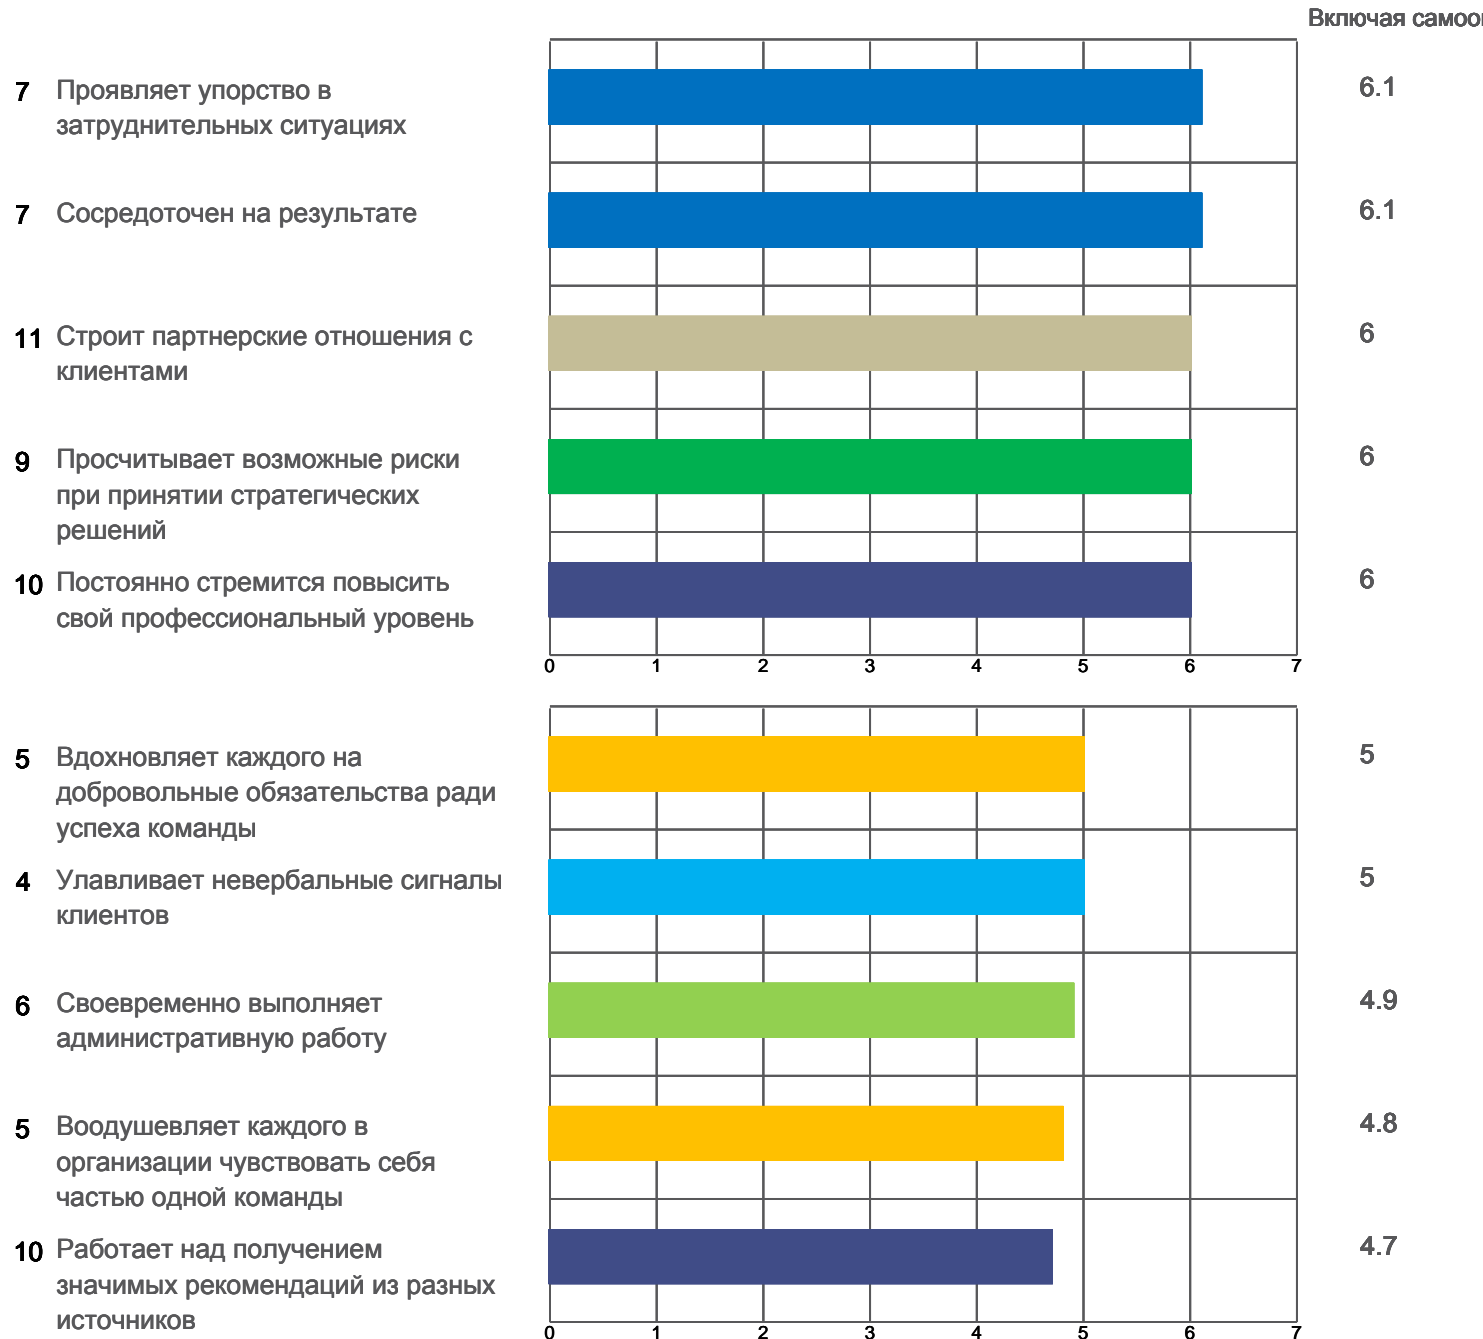 Включая
7 Проявляет упорство в
затруднительных ситуациях
6.1
7 Сосредоточен на результате
6.1
11 Строит партнерские отношения с
клиентами
6
9 Просчитывает возможные риски
при принятии стратегических
решений
6
10 Постоянно стремится повысить
свой профессиональный уровень
6
0 1 2 3 4 5 6 7
5 Вдохновляет каждого на
добровольные обязательства ради
успеха команды
5
4 Улавливает невербальные сигналы
клиентов
5
6 Своевременно выполняет
административную работу
4.9
5 Воодушевляет каждого в
организации чувствовать себя
частью одной команды
4.8
10 Работает над получением
значимых рекомендаций из разных
источников
4.7
0 1 2 3 4 5 6 7